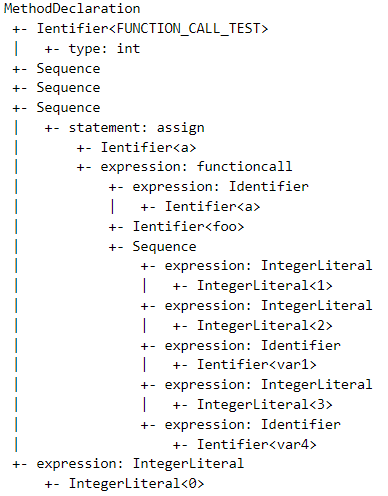 MethodDeclaration
+- Ientifier<FUNCTION_CALL_TEST>
|   +- type: int
+- Sequence
+- Sequence
+- Sequence
|   +- statement: assign
|       +- Ientifier<a>
|       +- expression: functioncall
|           +- expression: Identifier
|           |   +- Ientifier<a>
|           +- Ientifier<foo>
|           +- Sequence
|               +- expression: IntegerLiteral
|               |   +- IntegerLiteral<1>
|               +- expression: IntegerLiteral
|               |   +- IntegerLiteral<2>
|               +- expression: Identifier
|               |   +- Ientifier<var1>
|               +- expression: IntegerLiteral
|               |   +- IntegerLiteral<3>
|               +- expression: Identifier
|                   +- Ientifier<var4>
+- expression: IntegerLiteral
    +- IntegerLiteral<0>